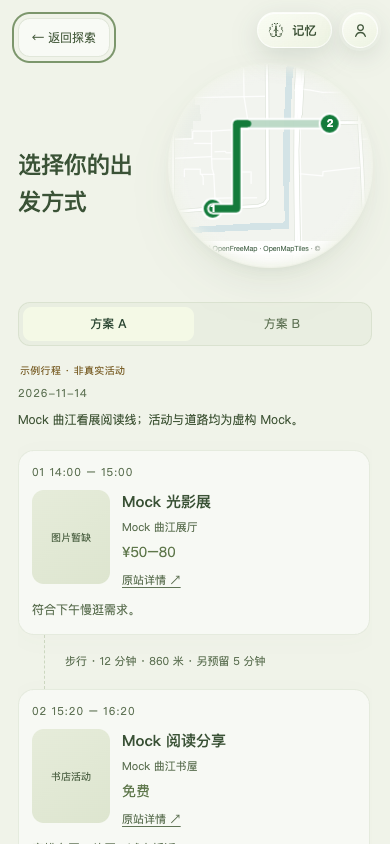 ← 返回探索
记忆
2
1
OpenFreeMap · OpenMapTiles · ©
选择你的出
发方式
方案 A
方案 B
示例行程 · 非真实活动
2026-11-14
Mock 曲江看展阅读线；活动与道路均为虚构 Mock。
01 14:00 — 15:00
图片暂缺
Mock 光影展
Mock 曲江展厅
¥50—80
原站详情 ↗
符合下午慢逛需求。
步行 · 12 分钟 · 860 米 · 另预留 5 分钟
02 15:20 — 16:20
书店活动
Mock 阅读分享
Mock 曲江书屋
免费
原站详情 ↗